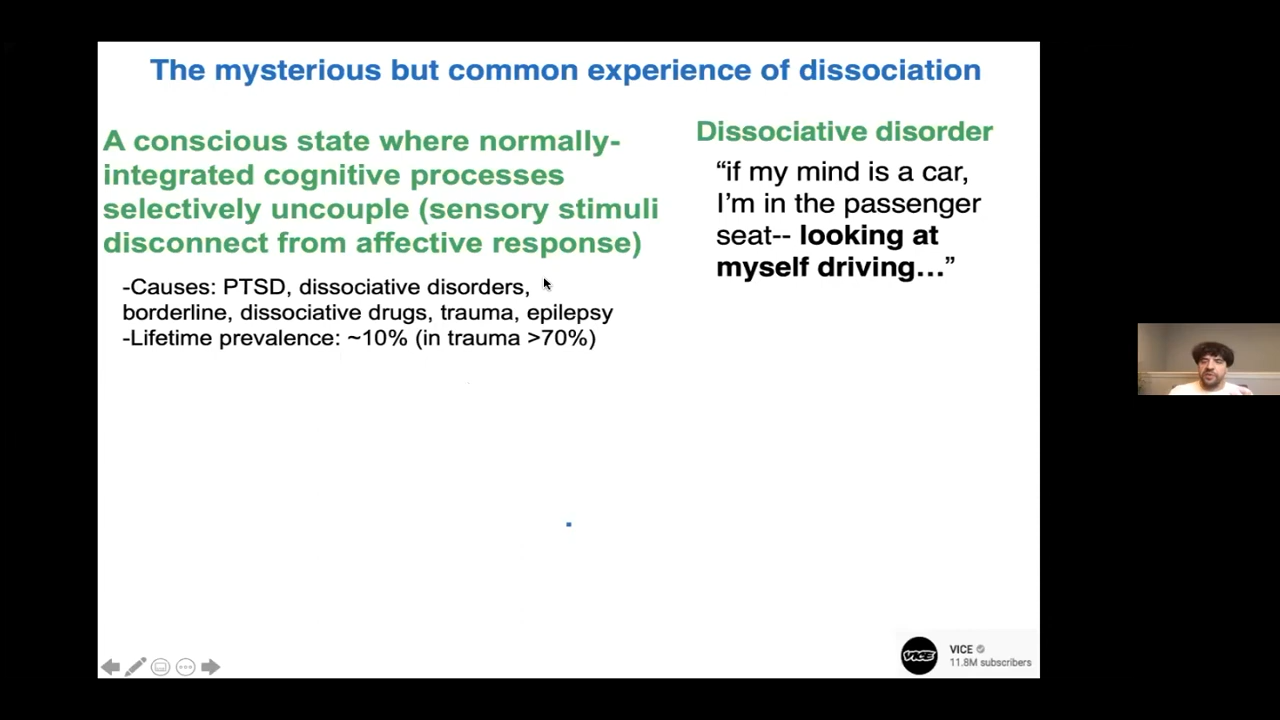 The mysterious but common experience of dissociation
A conscious state where normally-
integrated cognitive processes
selectively uncouple (sensory stimuli
disconnect from affective response)
-Causes: PTSD, dissociative disorders,
borderline, dissociative drugs, trauma, epilepsy
-Lifetime prevalence: ~10% (in trauma >70%)
Dissociative disorder
“if my mind is a car,
I’m in the passenger
seat-- looking at
myself driving…”
VICE
VICE
11.8M subscribers